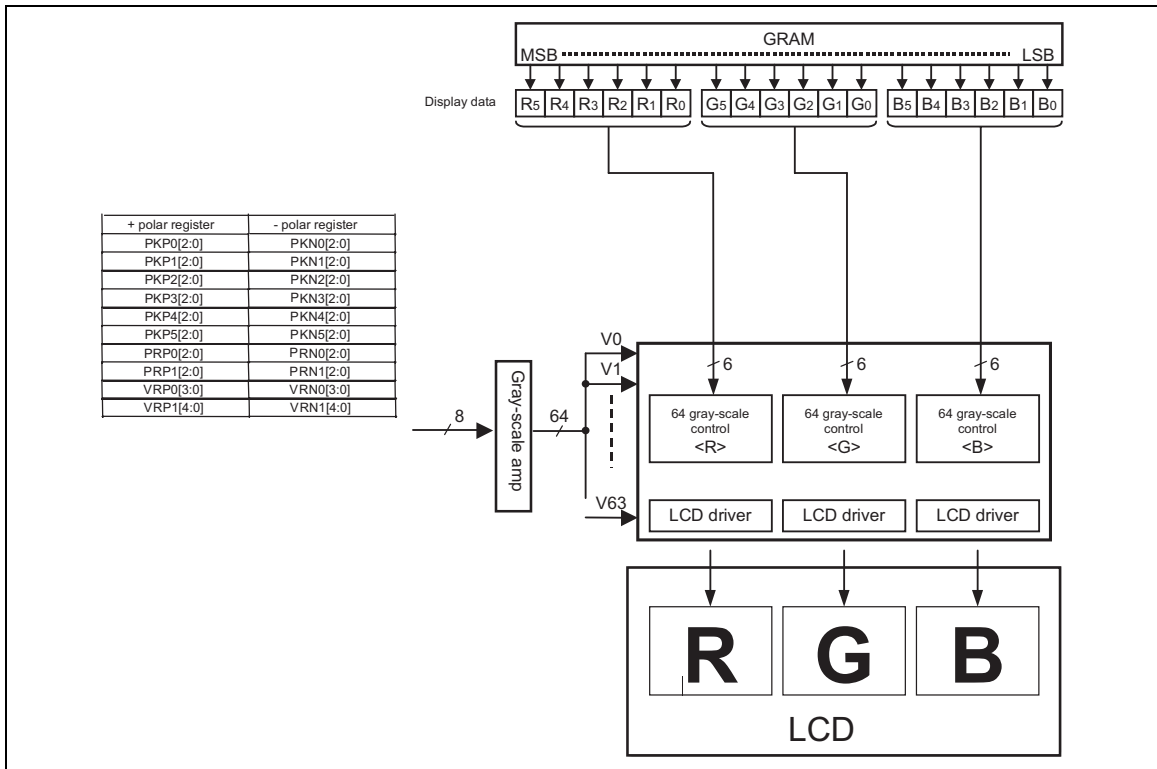 GRAM
MSB LSB
Display data R5 R4 R3 R2 R1 R0 G5 G4 G3 G2 G1 G0 B5 B4 B3 B2 B1 B0
+ polar register - polar register
PKP0[2:0] PKN0[2:0]
PKP1[2:0] PKN1[2:0]
PKP2[2:0] PKN2[2:0]
PKP3[2:0] PKN3[2:0]
PKP4[2:0] PKN4[2:0]
PKP5[2:0] PKN5[2:0]
PRP0[2:0] PRN0[2:0]
PRP1[2:0] PRN1[2:0]
VRP0[3:0] VRN0[3:0]
VRP1[4:0] VRN1[4:0]
8
Gray-scale amp
64
V0
V1
V63
6 6 6
64 gray-scale control <R>
64 gray-scale control <G>
64 gray-scale control <B>
LCD driver LCD driver LCD driver
R G B
LCD